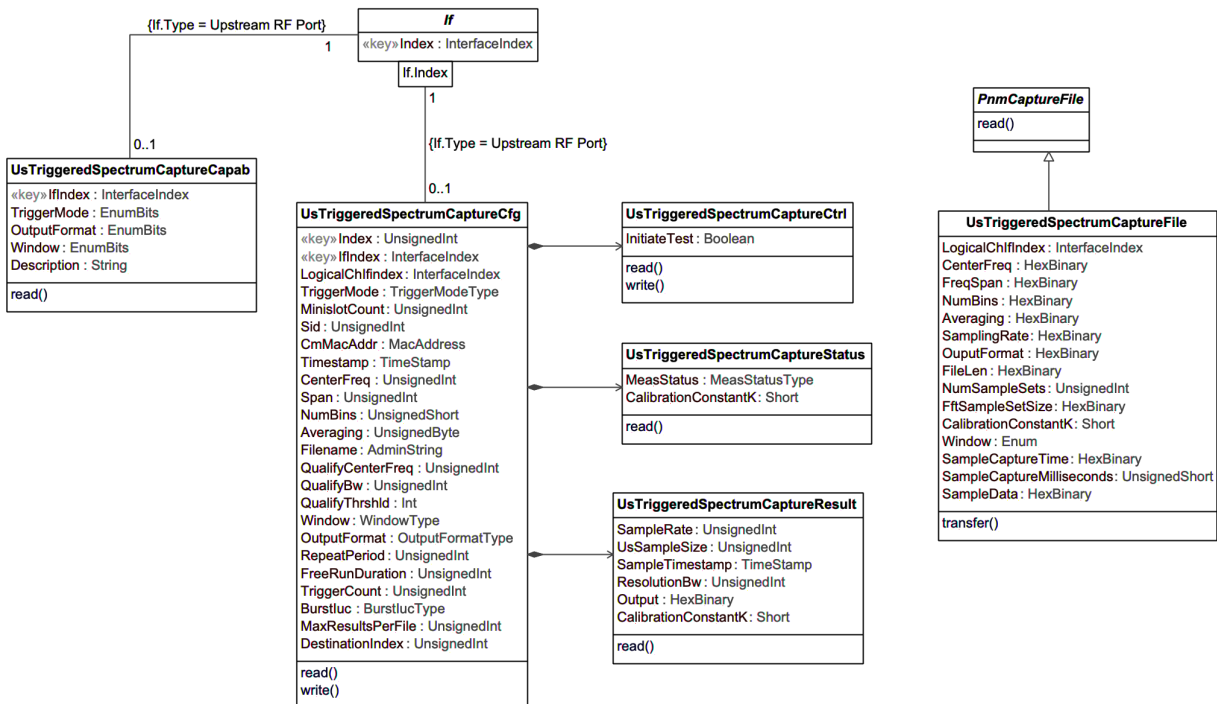 If
«key»Index : InterfaceIndex
If.Index
{If.Type = Upstream RF Port}
1
0..1
1
{If.Type = Upstream RF Port}
0..1
UsTriggeredSpectrumCaptureCapab
«key»IfIndex : InterfaceIndex
TriggerMode : EnumBits
OutputFormat : EnumBits
Window : EnumBits
Description : String
read()
UsTriggeredSpectrumCaptureCfg
«key»Index : UnsignedInt
«key»IfIndex : InterfaceIndex
LogicalChIfindex : InterfaceIndex
TriggerMode : TriggerModeType
MinislotCount : UnsignedInt
Sid : UnsignedInt
CmMacAddr : MacAddress
Timestamp : TimeStamp
CenterFreq : UnsignedInt
Span : UnsignedInt
NumBins : UnsignedShort
Averaging : UnsignedByte
Filename : AdminString
QualifyCenterFreq : UnsignedInt
QualifyBw : UnsignedInt
QualifyThrshld : Int
Window : WindowType
OutputFormat : OutputFormatType
RepeatPeriod : UnsignedInt
FreeRunDuration : UnsignedInt
TriggerCount : UnsignedInt
BurstIuc : BurstIucType
MaxResultsPerFile : UnsignedInt
DestinationIndex : UnsignedInt
read()
write()
UsTriggeredSpectrumCaptureCtrl
InitiateTest : Boolean
read()
write()
UsTriggeredSpectrumCaptureStatus
MeasStatus : MeasStatusType
CalibrationConstantK : Short
read()
UsTriggeredSpectrumCaptureResult
SampleRate : UnsignedInt
UsSampleSize : UnsignedInt
SampleTimestamp : TimeStamp
ResolutionBw : UnsignedInt
Output : HexBinary
CalibrationConstantK : Short
read()
PnmCaptureFile
read()
UsTriggeredSpectrumCaptureFile
LogicalChIfIndex : InterfaceIndex
CenterFreq : HexBinary
FreqSpan : HexBinary
NumBins : HexBinary
Averaging : HexBinary
SamplingRate : HexBinary
OuputFormat : HexBinary
FileLen : HexBinary
NumSampleSets : UnsignedInt
FftSampleSetSize : HexBinary
CalibrationConstantK : Short
Window : Enum
SampleCaptureTime : HexBinary
SampleCaptureMilliseconds : UnsignedShort
SampleData : HexBinary
transfer()